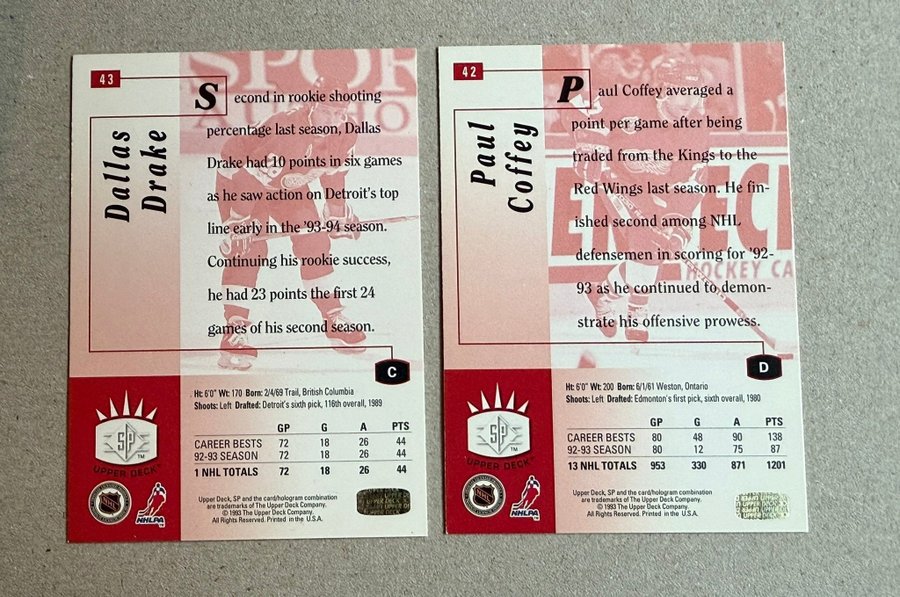 43
Dallas
Drake
Second in rookie shooting
percentage last season, Dallas
Drake had 10 points in six games
as he saw action on Detroit's top
line early in the '93-94 season.
Continuing his rookie success,
he had 23 points the first 24
games of his second season.
C
Ht: 6'0" Wt: 170 Born: 2/4/69 Trail, British Columbia
Shoots: Left Drafted: Detroit's sixth pick, 116th overall, 1989
GP G A PTS
CAREER BESTS 72 18 26 44
92-93 SEASON 72 18 26 44
1 NHL TOTALS 72 18 26 44
SP
TM
UPPER DECK
NHL
NHLPA
Upper Deck, SP and the card/hologram combination
are trademarks of The Upper Deck Company.
© 1993 The Upper Deck Company.
All Rights Reserved. Printed in the U.S.A.
42
Paul
Coffey
Paul Coffey averaged a
point per game after being
traded from the Kings to the
Red Wings last season. He fin-
ished second among NHL
defensemen in scoring for '92-
93 as he continued to demon-
strate his offensive prowess.
HOCKEY CA
D
Ht: 6'0" Wt: 200 Born: 6/1/61 Weston, Ontario
Shoots: Left Drafted: Edmonton's first pick, sixth overall, 1980
GP G A PTS
CAREER BESTS 80 48 90 138
92-93 SEASON 80 12 75 87
13 NHL TOTALS 953 330 871 1201
SP
TM
UPPER DECK
NHL
NHLPA
Upper Deck, SP and the card/hologram combination
are trademarks of The Upper Deck Company.
© 1993 The Upper Deck Company.
All Rights Reserved. Printed in the U.S.A.